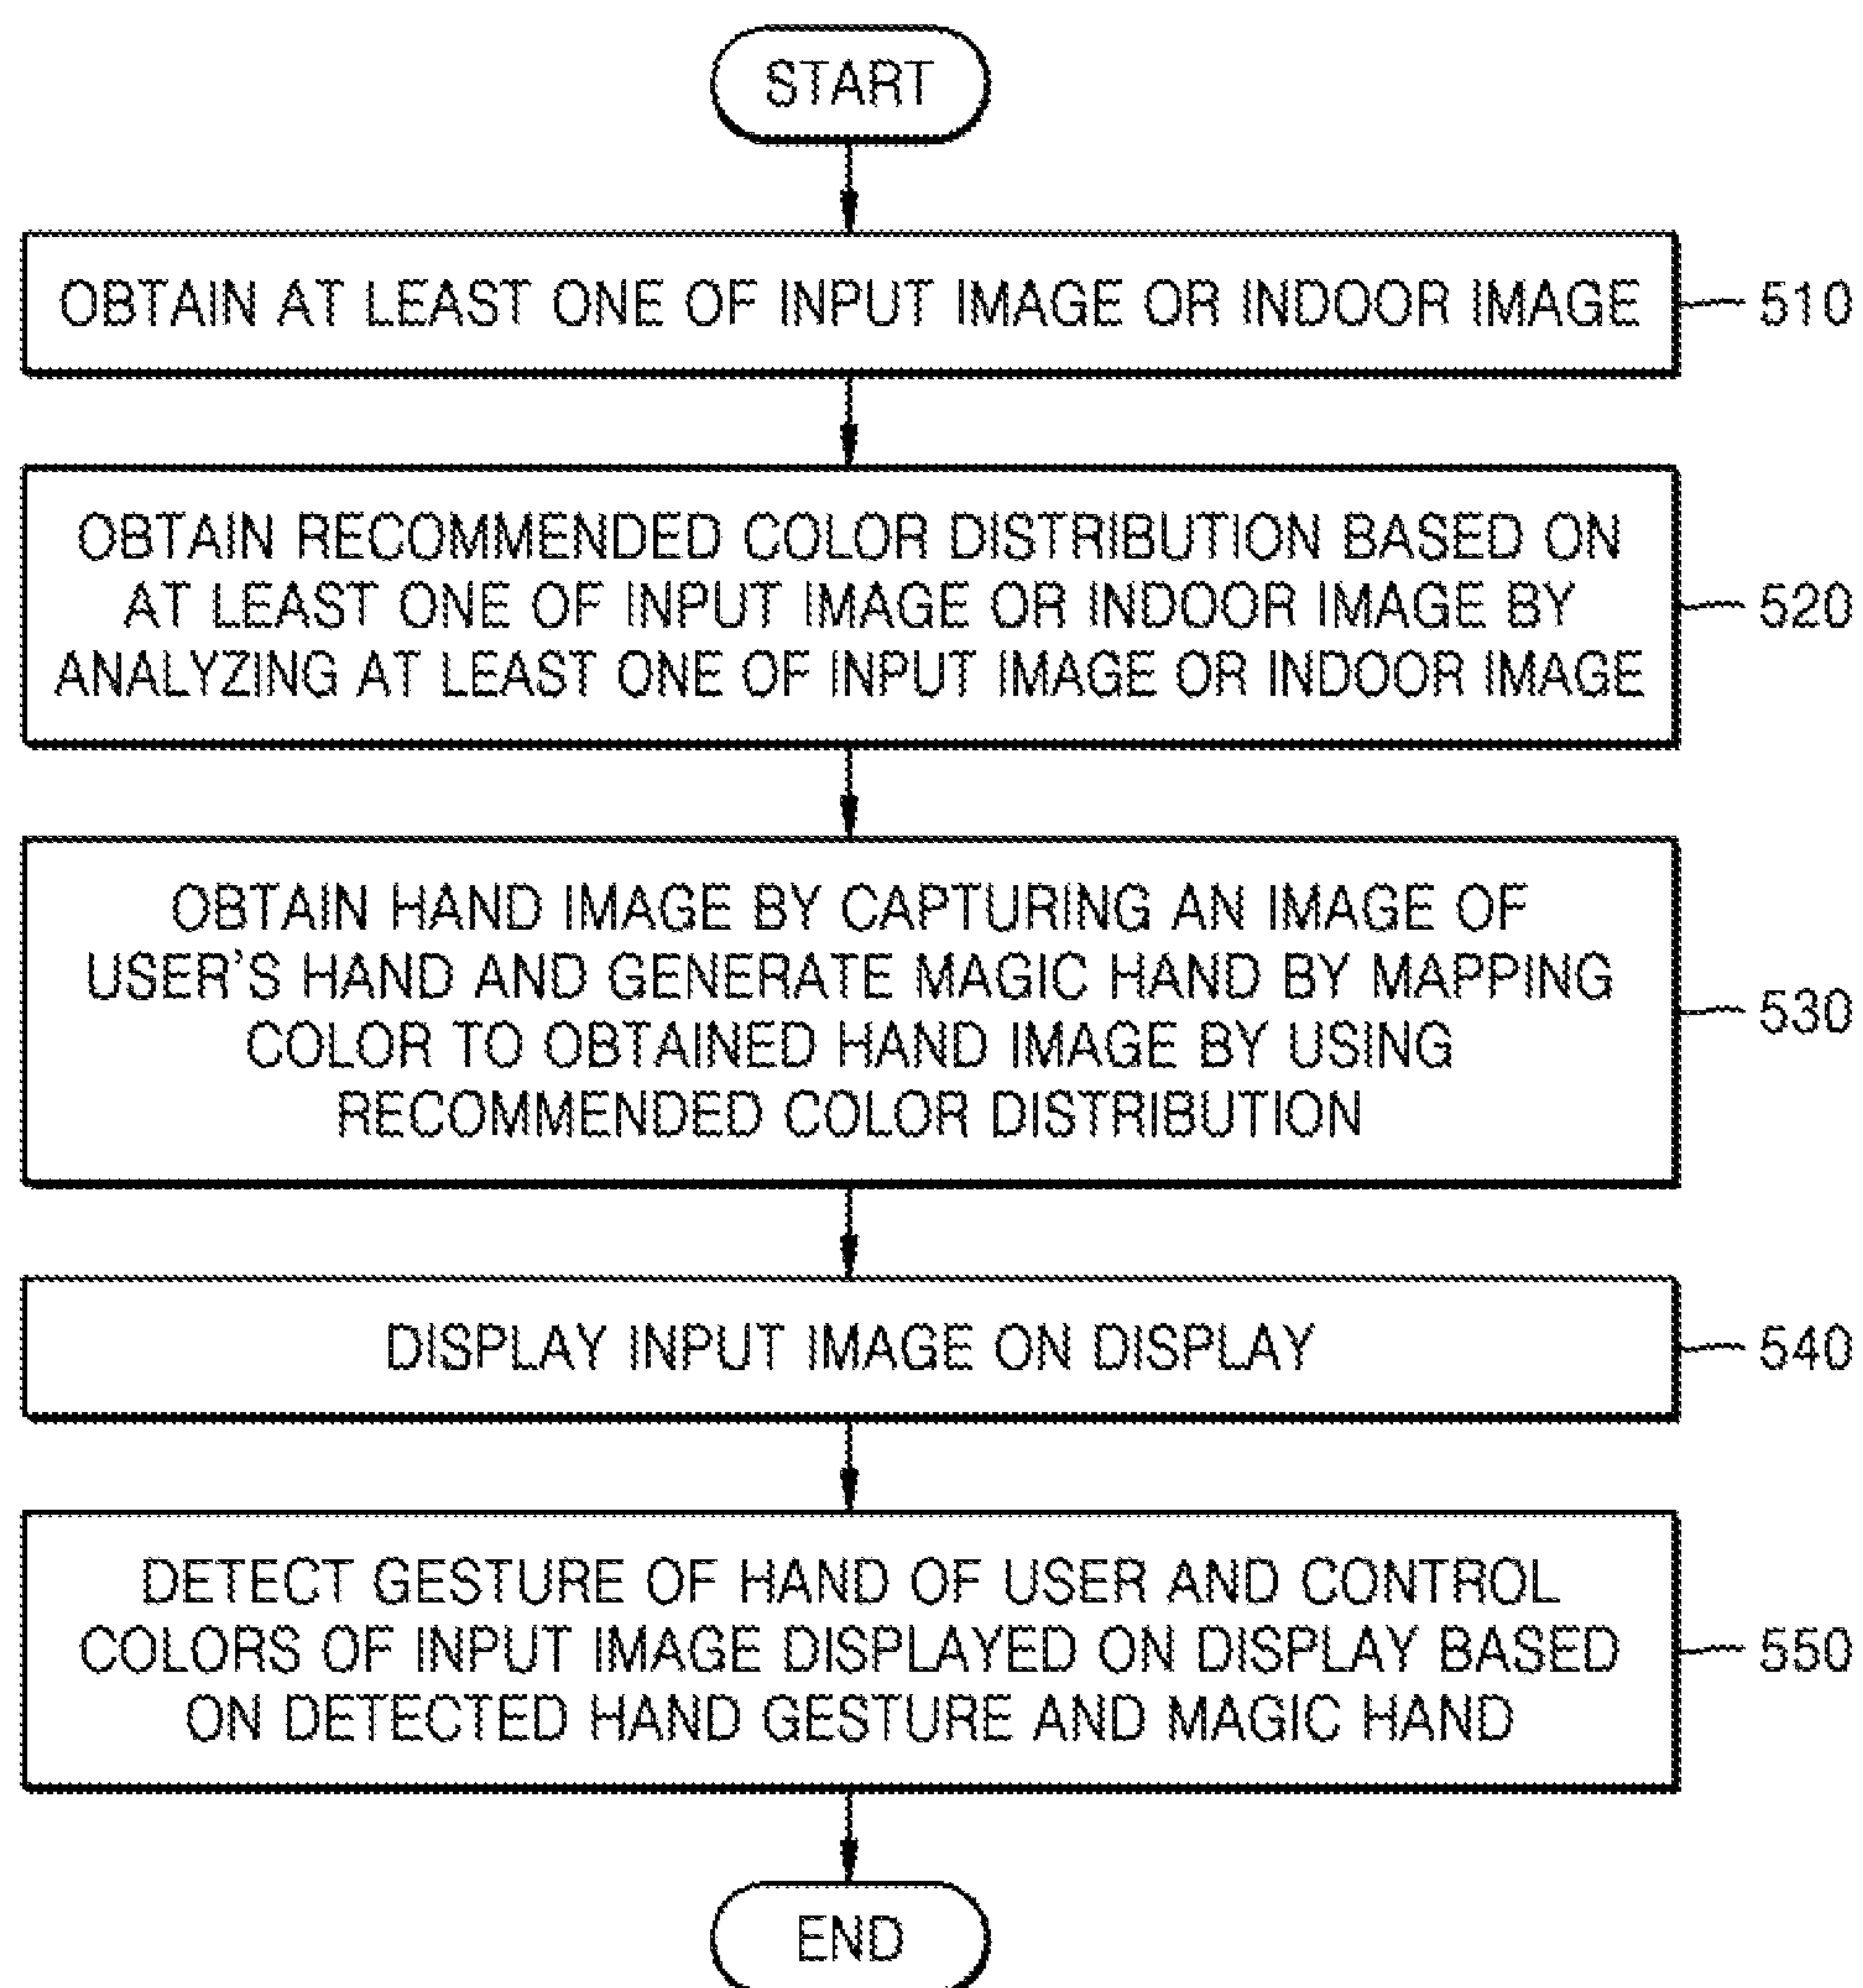 START
OBTAIN AT LEAST ONE OF INPUT IMAGE OR INDOOR IMAGE
510
OBTAIN RECOMMENDED COLOR DISTRIBUTION BASED ON
AT LEAST ONE OF INPUT IMAGE OR INDOOR IMAGE BY
ANALYZING AT LEAST ONE OF INPUT IMAGE OR INDOOR IMAGE
520
OBTAIN HAND IMAGE BY CAPTURING AN IMAGE OF
USER'S HAND AND GENERATE MAGIC HAND BY MAPPING
COLOR TO OBTAINED HAND IMAGE BY USING
RECOMMENDED COLOR DISTRIBUTION
530
DISPLAY INPUT IMAGE ON DISPLAY
540
DETECT GESTURE OF HAND OF USER AND CONTROL
COLORS OF INPUT IMAGE DISPLAYED ON DISPLAY BASED
ON DETECTED HAND GESTURE AND MAGIC HAND
550
END